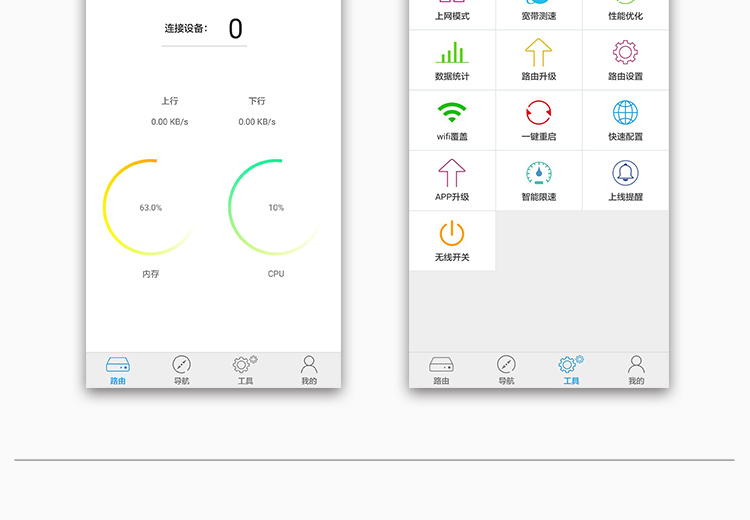 连接设备： 0
上行 下行
0.00 KB/s 0.00 KB/s
63.0% 10%
内存 CPU
路由 导航 工具 我的
上网模式 宽带测速 性能优化
数据统计 路由升级 路由设置
wifi覆盖 一键重启 快速配置
APP升级 智能限速 上线提醒
无线开关
路由 导航 工具 我的